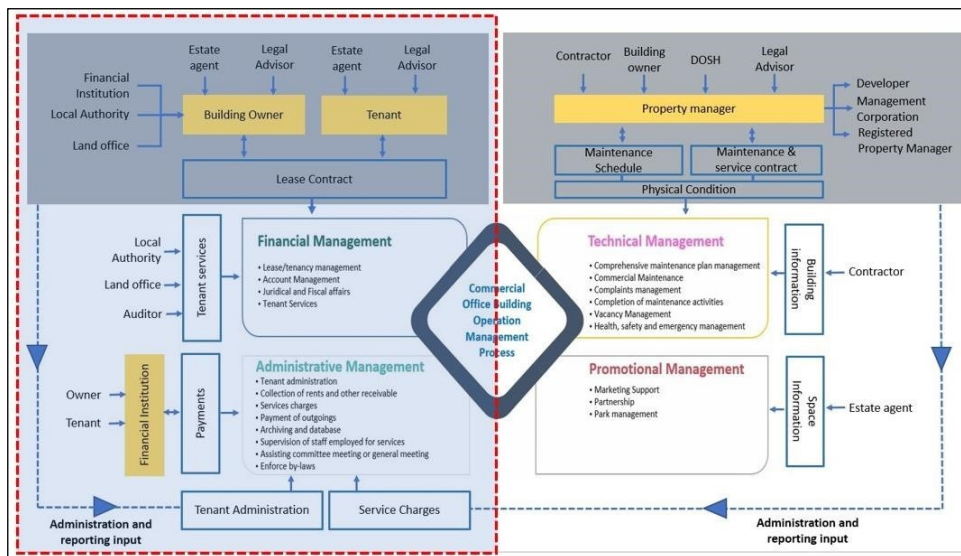 Estate
agent
Legal
Advisor
Estate
agent
Legal
Advisor
Financial
Institution
Local Authority
Land office
Building Owner
Tenant
Lease Contract
Contractor
Building
owner
DOSH
Legal
Advisor
Property manager
Developer
Management
Corporation
Registered
Property Manager
Maintenance
Schedule
Maintenance &
service contract
Physical Condition
Local
Authority
Land office
Auditor
Tenant services
Financial Management
• Lease/tenancy management
• Account Management
• Juridical and Fiscal affairs
• Tenant Services
Commercial
Office Building
Operation
Management
Process
Technical Management
• Comprehensive maintenance plan management
• Commercial Maintenance
• Complaints management
• Completion of maintenance activities
• Vacancy Management
• Health, safety and emergency management
Building
information
Contractor
Owner
Tenant
Financial Institution
Payments
Administrative Management
• Tenant administration
• Collection of rents and other receivable
• Services charges
• Payment of outgoings
• Archiving and database
• Supervision of staff employed for services
• Assisting committee meeting or general meeting
• Enforce by-laws
Promotional Management
• Marketing Support
• Partnership
• Park management
Space
Information
Estate agent
Tenant Administration
Service Charges
Administration and
reporting input
Administration and
reporting input